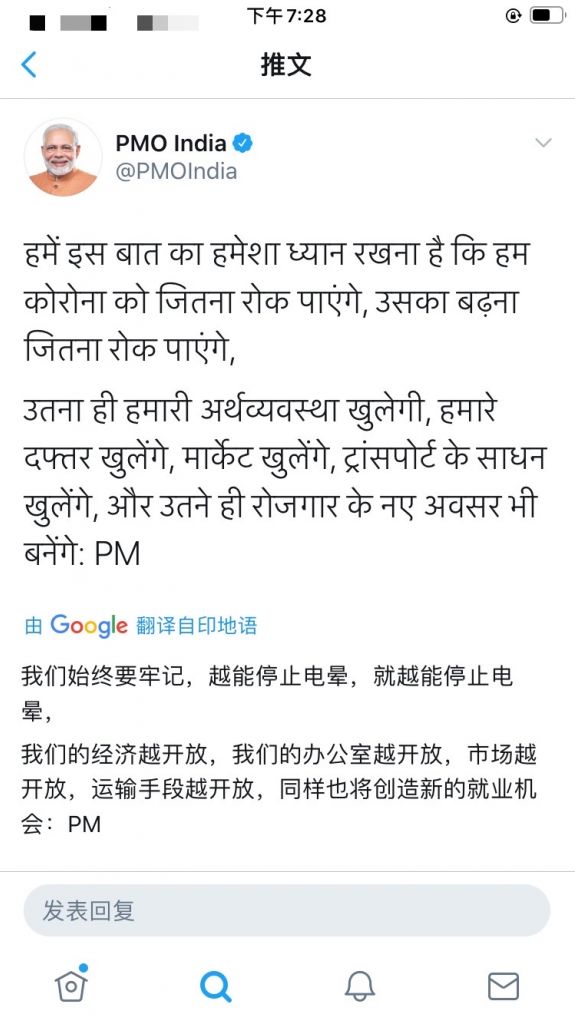 下午7:28
推文
PMO India
@PMOIndia
हमें इस बात का हमेशा ध्यान रखना है कि हम
कोरोना को जितना रोक पाएंगे, उसका बढ़ना
जितना रोक पाएंगे,
उतना ही हमारी अर्थव्यवस्था खुलेगी, हमारे
दफ्तर खुलेंगे, मार्केट खुलेंगे, ट्रांसपोर्ट के साधन
खुलेंगे, और उतने ही रोजगार के नए अवसर भी
बनेंगे: PM
由 Google 翻译自印地语
我们始终要牢记，越能停止电晕，就越能停止电
晕，
我们的经济越开放，我们的办公室越开放，市场越
开放，运输手段越开放，同样也将创造新的就业机
会：PM
发表回复